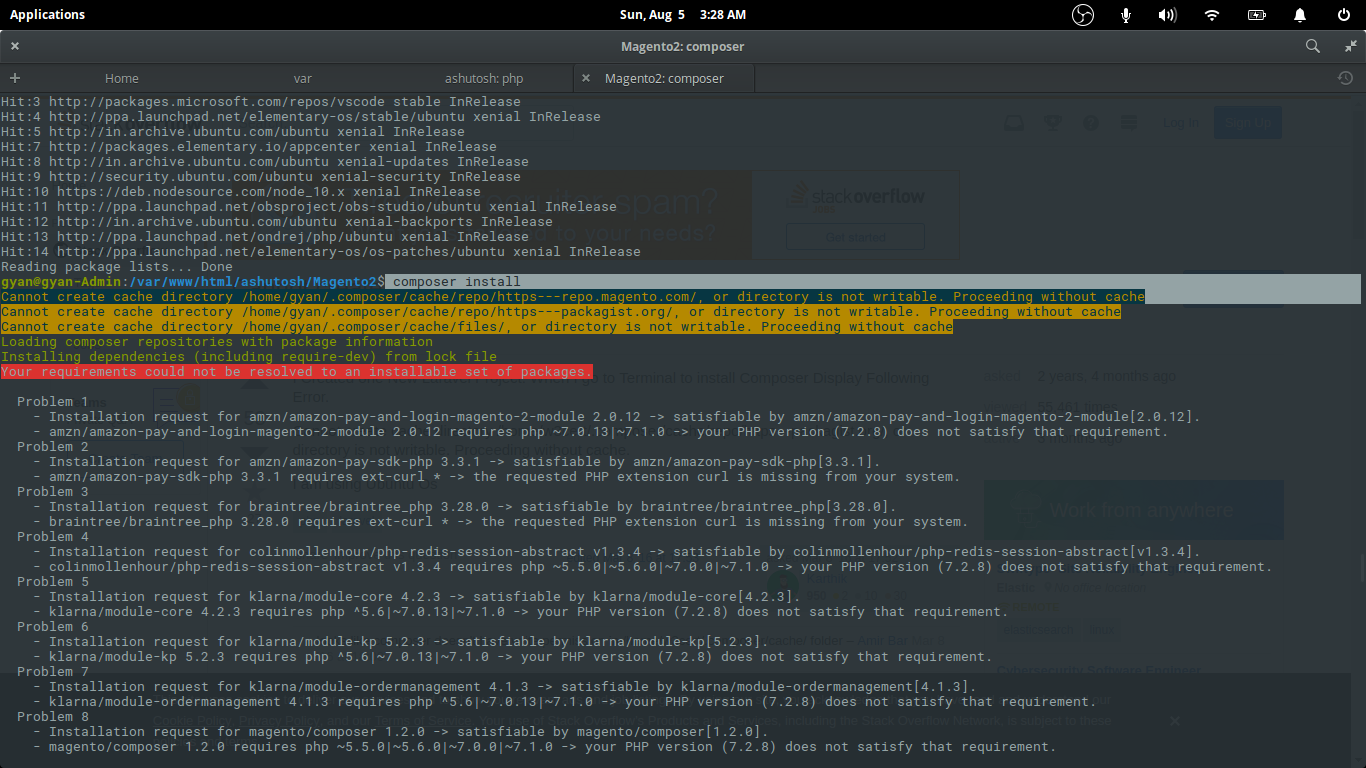 Applications
Sun, Aug 5 3:28 AM
Magento2: composer
Home
var
ashutosh: php
Magento2: composer
Hit:3 http://packages.microsoft.com/repos/vscode stable InRelease
Hit:4 http://ppa.launchpad.net/elementary-os/stable/ubuntu xenial InRelease
Hit:5 http://in.archive.ubuntu.com/ubuntu xenial InRelease
Hit:7 http://packages.elementary.io/appcenter xenial InRelease
Hit:8 http://in.archive.ubuntu.com/ubuntu xenial-updates InRelease
Hit:9 http://security.ubuntu.com/ubuntu xenial-security InRelease
Hit:10 https://deb.nodesource.com/node_10.x xenial InRelease
Hit:11 http://ppa.launchpad.net/obsproject/obs-studio/ubuntu xenial InRelease
Hit:12 http://in.archive.ubuntu.com/ubuntu xenial-backports InRelease
Hit:13 http://ppa.launchpad.net/ondrej/php/ubuntu xenial InRelease
Hit:14 http://ppa.launchpad.net/elementary-os/os-patches/ubuntu xenial InRelease
Reading package lists... Done
gyan@gyan-Admin:/var/www/html/ashutosh/Magento2$ composer install
Cannot create cache directory /home/gyan/.composer/cache/repo/https---repo.magento.com/, or directory is not writable. Proceeding without cache
Cannot create cache directory /home/gyan/.composer/cache/repo/https---packagist.org/, or directory is not writable. Proceeding without cache
Cannot create cache directory /home/gyan/.composer/cache/files/, or directory is not writable. Proceeding without cache
Loading composer repositories with package information
Installing dependencies (including require-dev) from lock file
Your requirements could not be resolved to an installable set of packages.
Problem 1
- Installation request for amzn/amazon-pay-and-login-magento-2-module 2.0.12 -> satisfiable by amzn/amazon-pay-and-login-magento-2-module[2.0.12].
- amzn/amazon-pay-and-login-magento-2-module 2.0.12 requires php ~7.0.13|~7.1.0 -> your PHP version (7.2.8) does not satisfy that requirement.
Problem 2
- Installation request for amzn/amazon-pay-sdk-php 3.3.1 -> satisfiable by amzn/amazon-pay-sdk-php[3.3.1].
- amzn/amazon-pay-sdk-php 3.3.1 requires ext-curl * -> the requested PHP extension curl is missing from your system.
Problem 3
- Installation request for braintree/braintree_php 3.28.0 -> satisfiable by braintree/braintree_php[3.28.0].
- braintree/braintree_php 3.28.0 requires ext-curl * -> the requested PHP extension curl is missing from your system.
Problem 4
- Installation request for colinmollenhour/php-redis-session-abstract v1.3.4 -> satisfiable by colinmollenhour/php-redis-session-abstract[v1.3.4].
- colinmollenhour/php-redis-session-abstract v1.3.4 requires php ~5.5.0|~5.6.0|~7.0.0|~7.1.0 -> your PHP version (7.2.8) does not satisfy that requirement.
Problem 5
- Installation request for klarna/module-core 4.2.3 -> satisfiable by klarna/module-core[4.2.3].
- klarna/module-core 4.2.3 requires php ^5.6|~7.0.13|~7.1.0 -> your PHP version (7.2.8) does not satisfy that requirement.
Problem 6
- Installation request for klarna/module-kp 5.2.3 -> satisfiable by klarna/module-kp[5.2.3].
- klarna/module-kp 5.2.3 requires php ^5.6|~7.0.13|~7.1.0 -> your PHP version (7.2.8) does not satisfy that requirement.
Problem 7
- Installation request for klarna/module-ordermanagement 4.1.3 -> satisfiable by klarna/module-ordermanagement[4.1.3].
- klarna/module-ordermanagement 4.1.3 requires php ^5.6|~7.0.13|~7.1.0 -> your PHP version (7.2.8) does not satisfy that requirement.
Problem 8
- Installation request for magento/composer 1.2.0 -> satisfiable by magento/composer[1.2.0].
- magento/composer 1.2.0 requires php ~5.5.0|~5.6.0|~7.0.0|~7.1.0 -> your PHP version (7.2.8) does not satisfy that requirement.
Log In
Sign Up
stackoverflow
Get started
2 years, 4 months ago
Work from anywhere